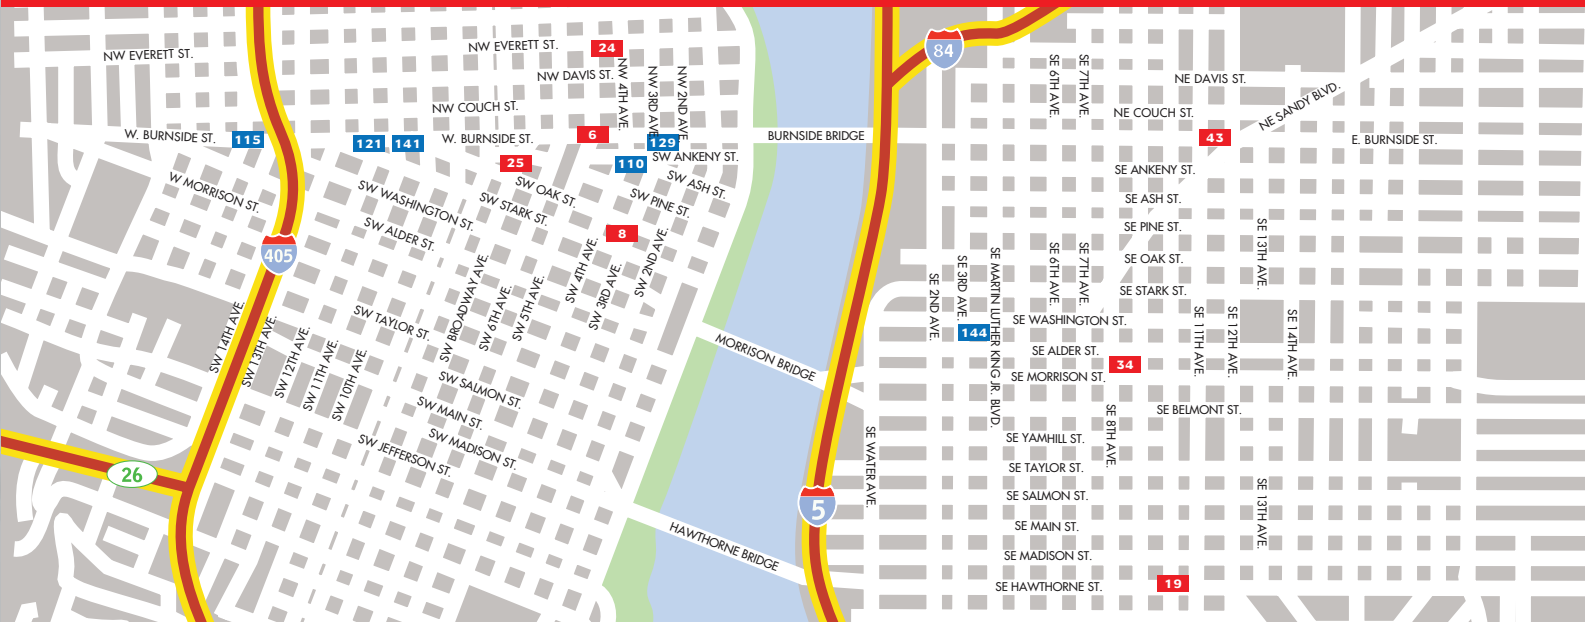 NW EVERETT ST.
NW EVERETT ST.
24
84
NW DAVIS ST.
NW 4TH AVE.
NW 3RD AVE.
NW 2ND AVE.
SE 6TH AVE.
SE 7TH AVE.
NE DAVIS ST.
NW COUCH ST.
NE COUCH ST.
NE SANDY BLVD.
W. BURNSIDE ST.
115
121
141
W. BURNSIDE ST.
6
129
BURNSIDE BRIDGE
43
E. BURNSIDE ST.
25
110
SW ANKENY ST.
SE ANKENY ST.
W MORRISON ST.
SW WASHINGTON ST.
SW OAK ST.
SW STARK ST.
SW ASH ST.
SW PINE ST.
SE ASH ST.
SW ALDER ST.
8
SE PINE ST.
405
SE 13TH AVE.
SW BROADWAY AVE.
SW 6TH AVE.
SW 5TH AVE.
SW 4TH AVE.
SW 3RD AVE.
SW 2ND AVE.
SE 2ND AVE.
SE 3RD AVE.
SE MARTIN LUTHER KING JR. BLVD.
SE 6TH AVE.
SE 7TH AVE.
SE OAK ST.
SE STARK ST.
SW 14TH AVE.
SW 13TH AVE.
SW 12TH AVE.
SW 11TH AVE.
SW 10TH AVE.
SW TAYLOR ST.
144
SE WASHINGTON ST.
SE 11TH AVE.
SE 12TH AVE.
SE 14TH AVE.
MORRISON BRIDGE
SE ALDER ST.
34
SE MORRISON ST.
SW SALMON ST.
SW MAIN ST.
SE BELMONT ST.
SE 8TH AVE.
SW JEFFERSON ST.
SW MADISON ST.
SE WATER AVE.
SE YAMHILL ST.
26
SE TAYLOR ST.
5
SE SALMON ST.
SE 13TH AVE.
HAWTHORNE BRIDGE
SE MAIN ST.
SE MADISON ST.
SE HAWTHORNE ST.
19